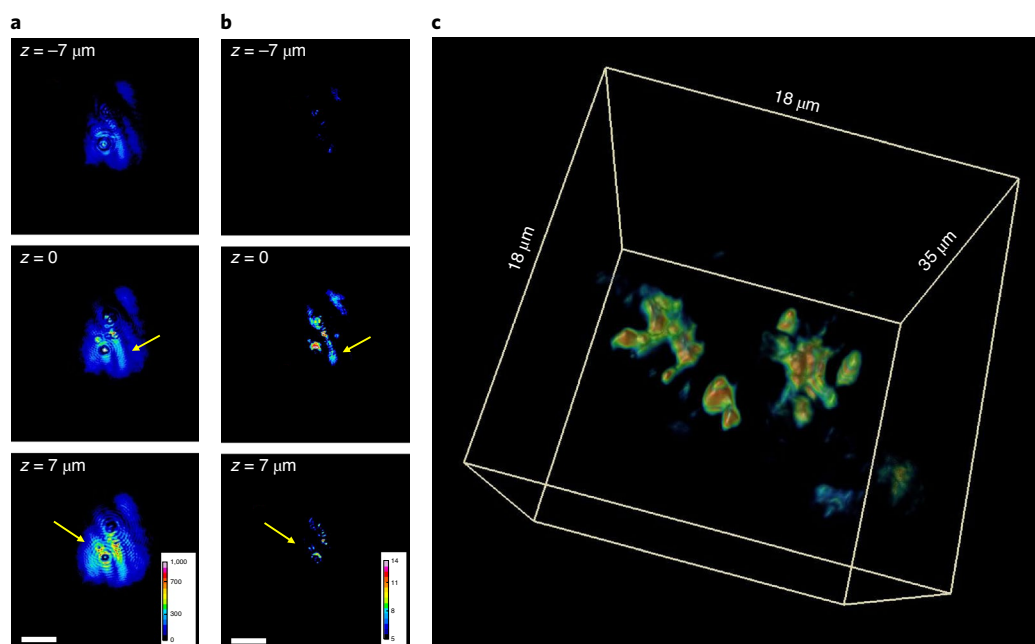 a
b
c
z = –7 μm
z = –7 μm
18 μm
18 μm
35 μm
z = 0
z = 0
z = 7 μm
z = 7 μm
1,000
700
300
0
14
11
8
5